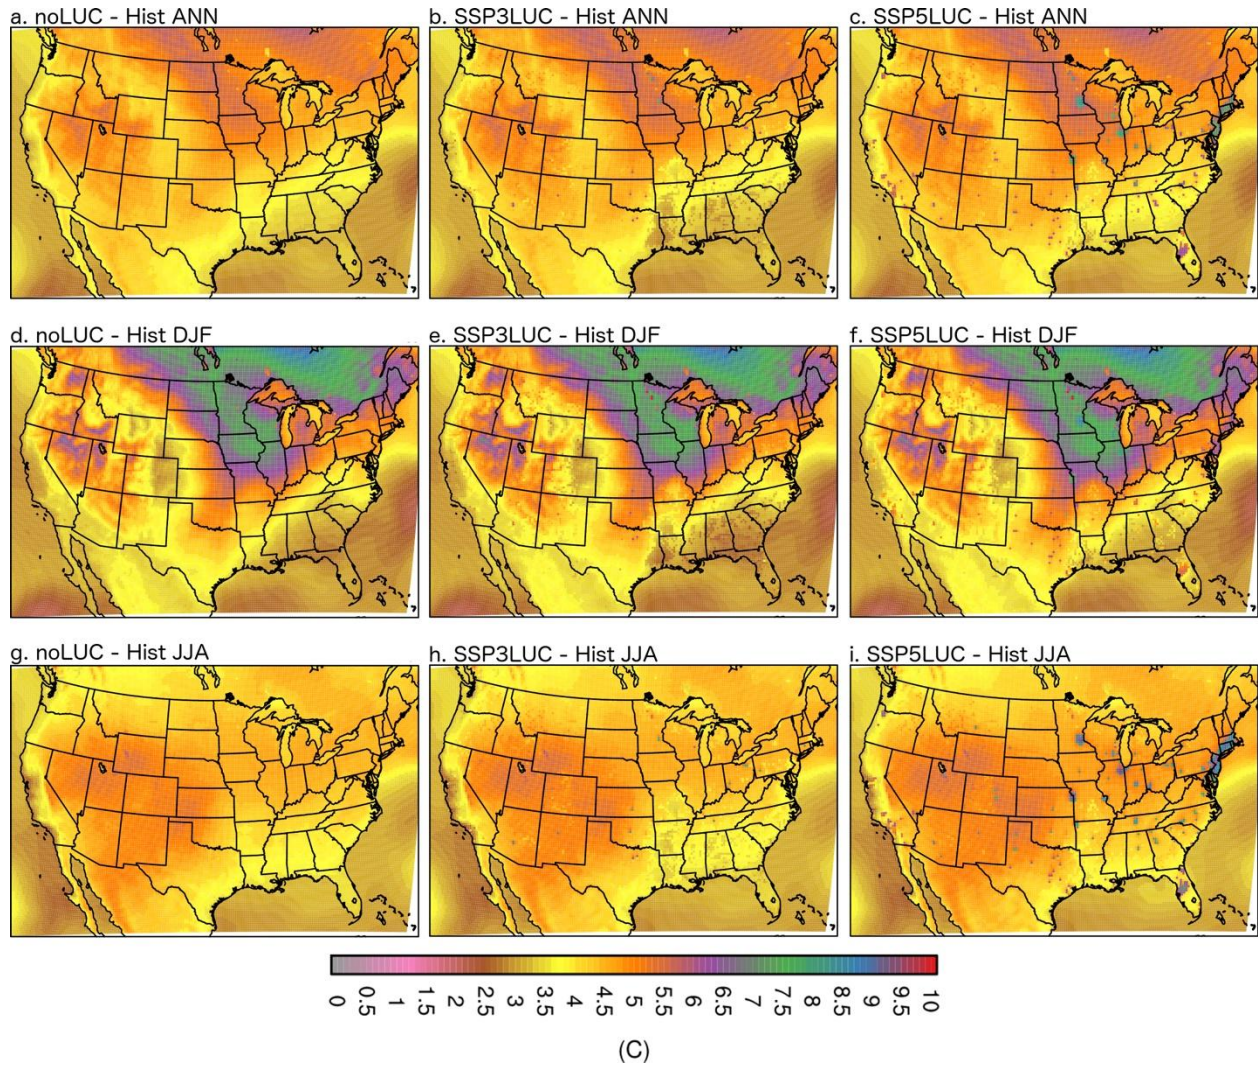 a. noLUC - Hist ANN
b. SSP3LUC - Hist ANN
c. SSP5LUC - Hist ANN
d. noLUC - Hist DJF
e. SSP3LUC - Hist DJF
f. SSP5LUC - Hist DJF
g. noLUC - Hist JJA
h. SSP3LUC - Hist JJA
i. SSP5LUC - Hist JJA
0 0.5 1 1.5 2 2.5 3 3.5 4 4.5 5 5.5 6 6.5 7 7.5 8 8.5 9 9.5 10
(C)